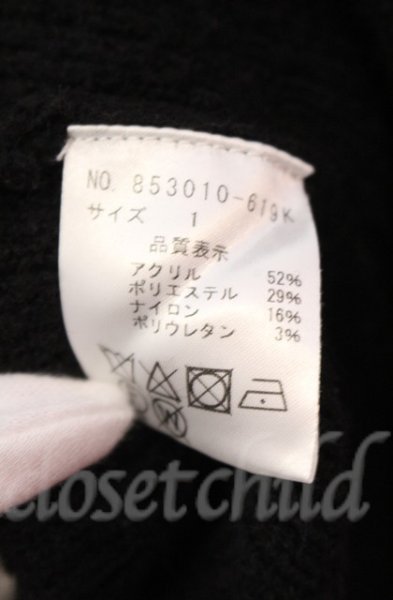 NO. 853010-619K
サイズ 1
品質表示
アクリル 52%
ポリエステル 29%
ナイロン 16%
ポリウレタン 3%
closet child